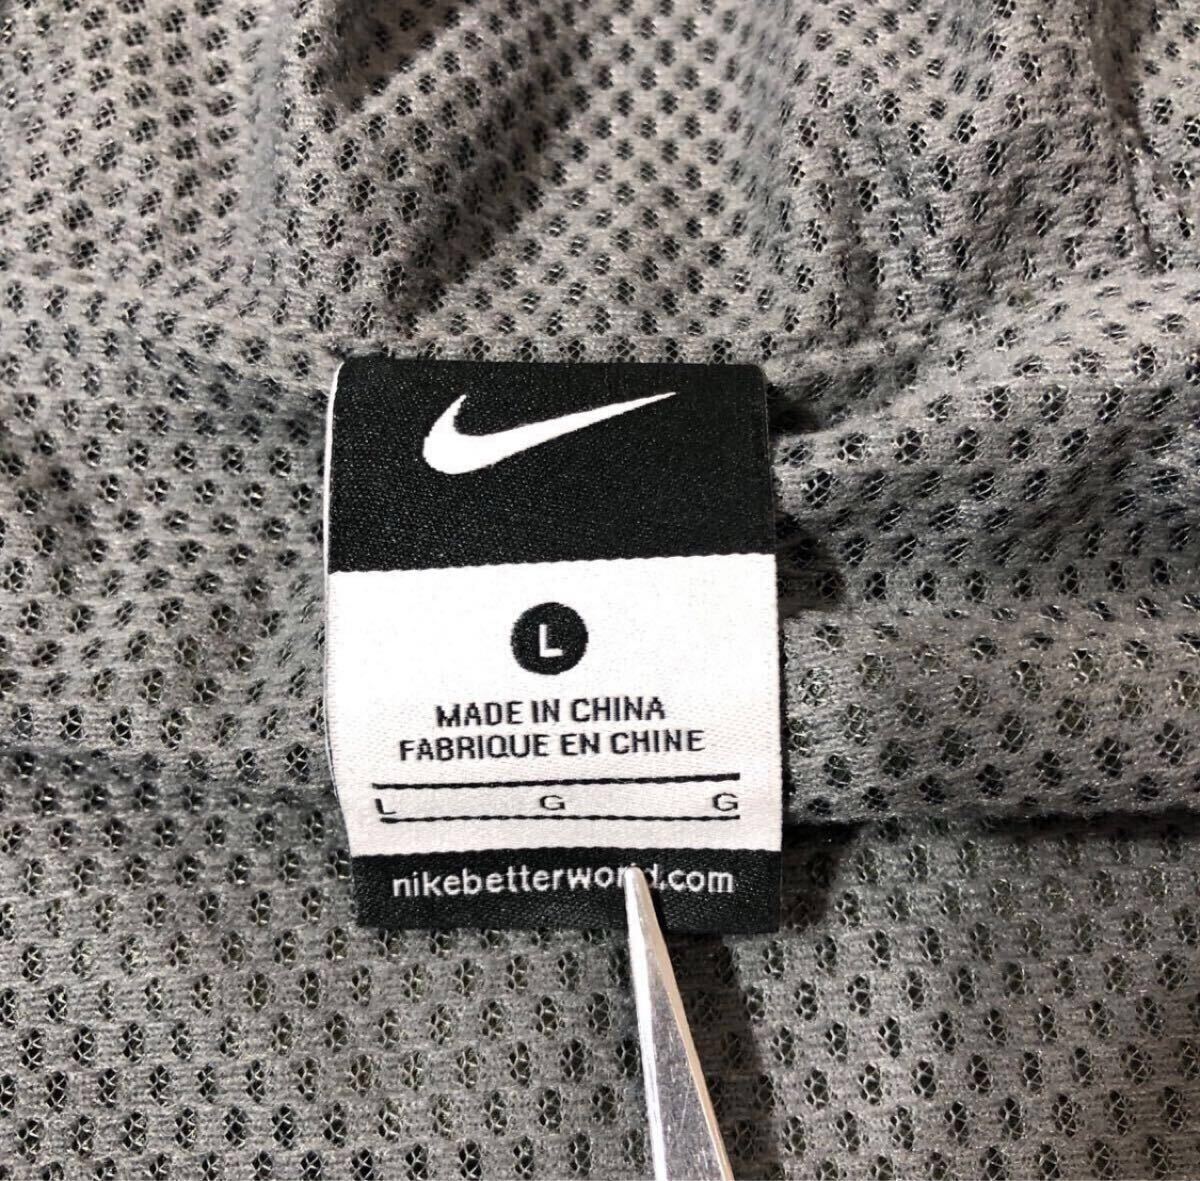 L
MADE IN CHINA
FABRIQUE EN CHINE
L G G
nikebetterworld.com